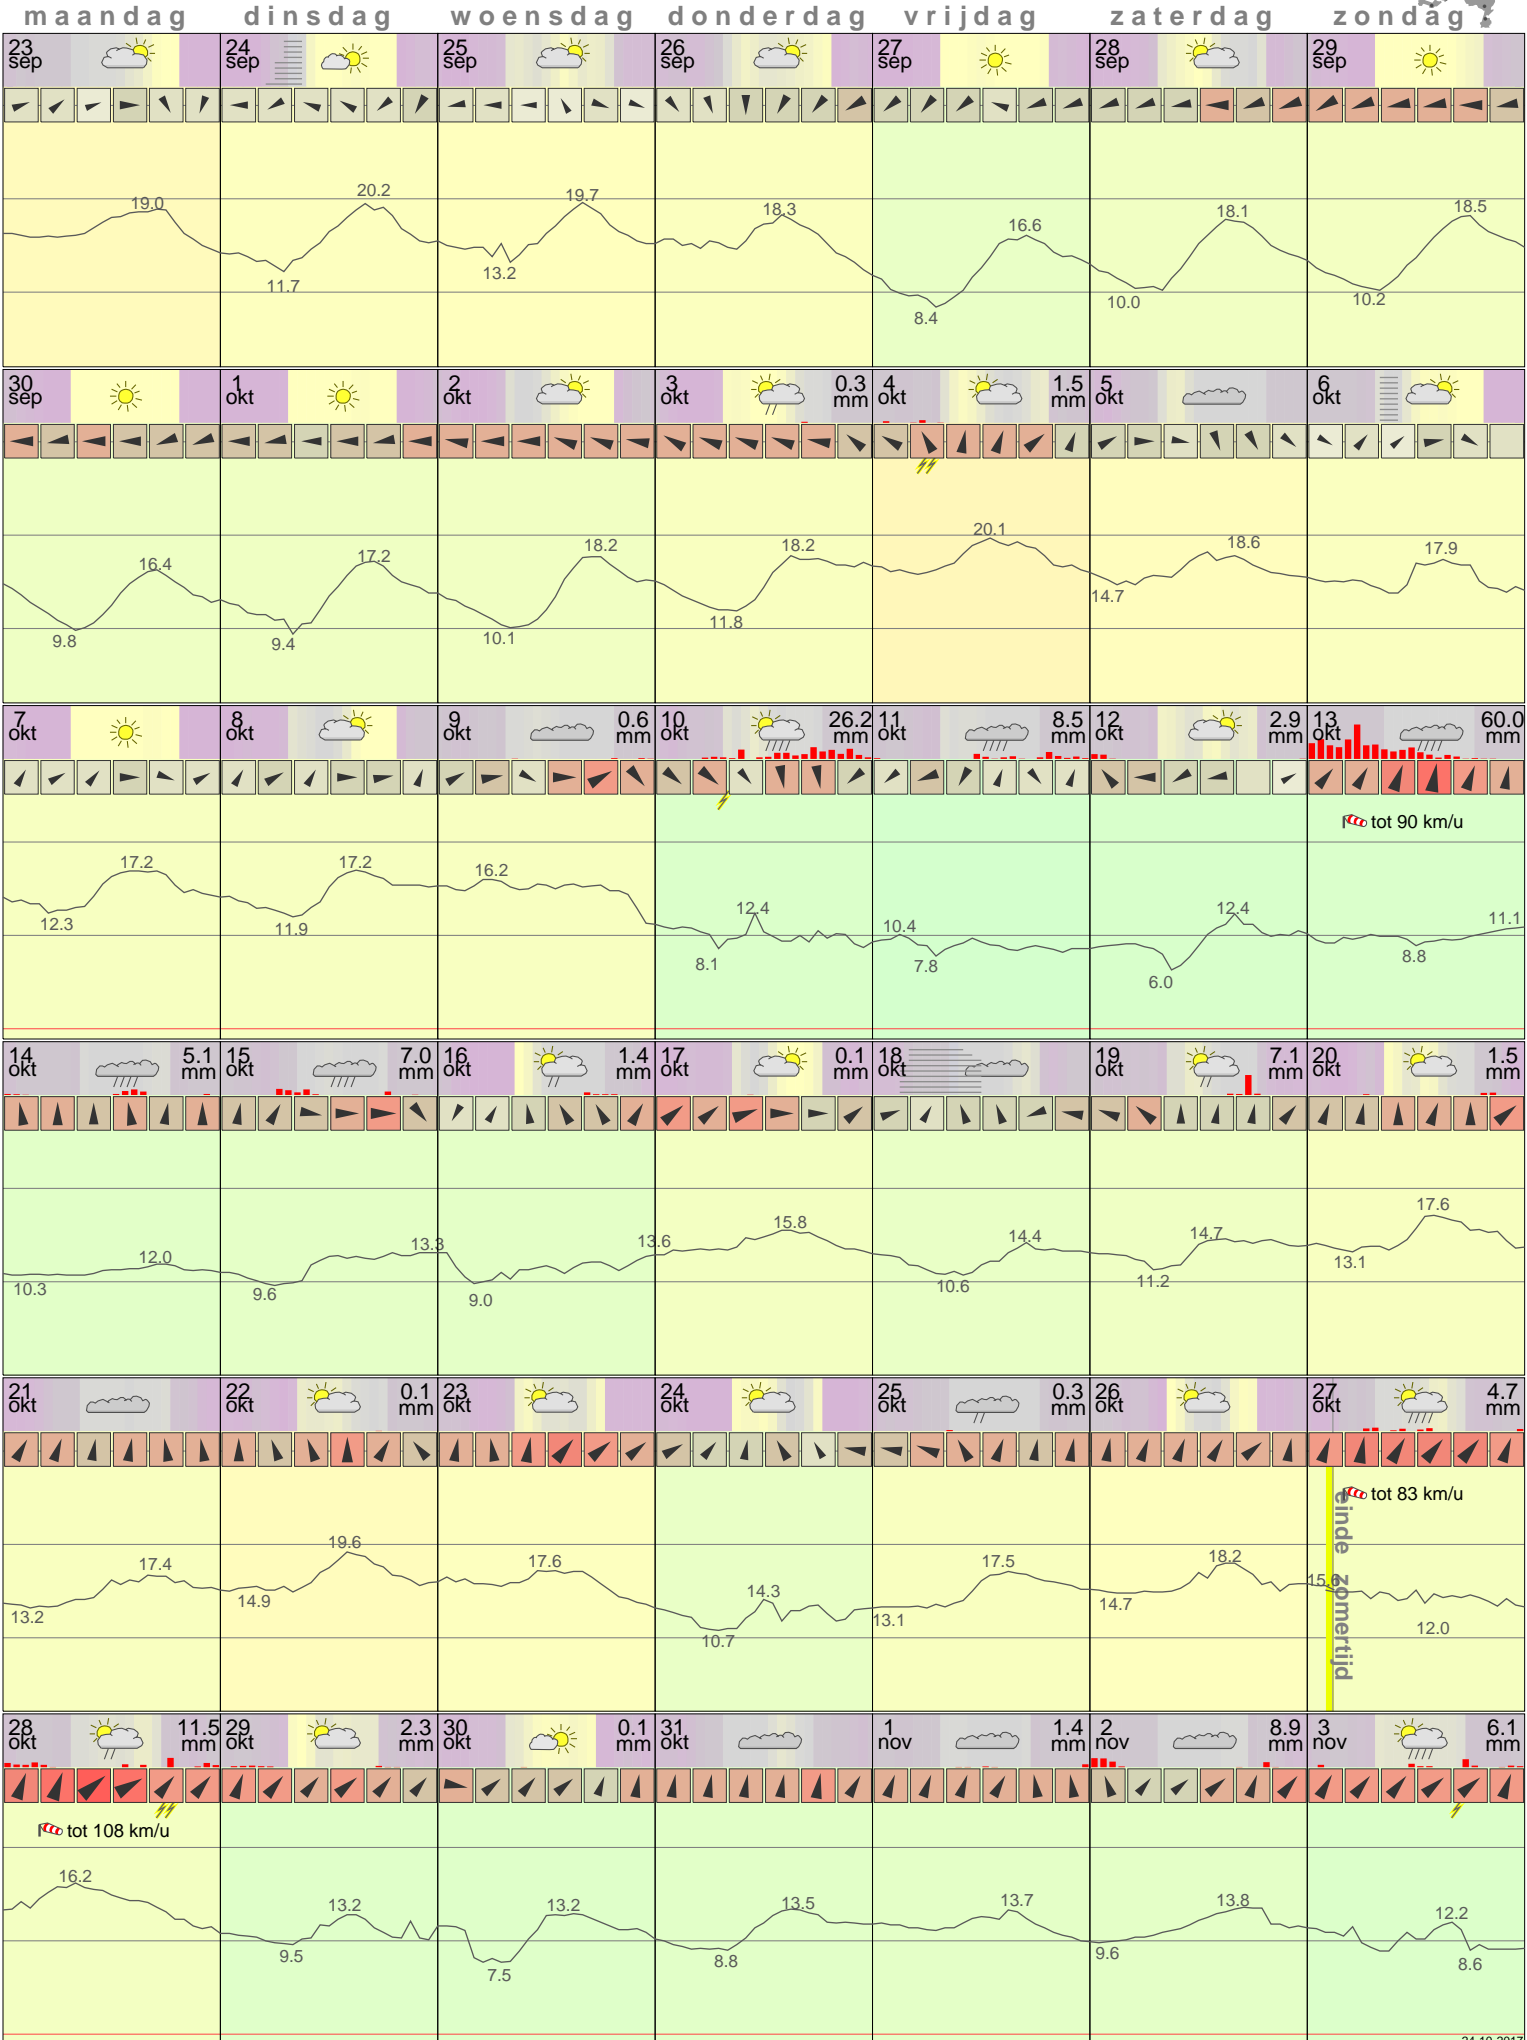 maandag dinsdag woensdag donderdag vrijdag zaterdag zondag
23 sep
24 sep
25 sep
26 sep
27 sep
28 sep
29 sep
19.0
11.7 20.2
13.2 19.7
18.3
8.4 16.6
10.0 18.1
10.2 18.5
30 sep
1 okt
2 okt
3 okt 0.3 mm
4 okt 1.5 mm
5 okt
6 okt
9.8 16.4
9.4 17.2
10.1 18.2
11.8 18.2
20.1
14.7 18.6
17.9
7 okt
8 okt
9 okt 0.6 mm
10 okt 26.2 mm
11 okt 8.5 mm
12 okt 2.9 mm
13 okt 60.0
tot 90 km/u
12.3 17.2
11.9 17.2
16.2
8.1 12.4
10.4 7.8
6.0 12.4
8.8 11.1
14 okt 5.1 mm
15 okt 7.0 mm
16 okt 1.4 mm
17 okt 0.1 mm
18 okt
19 okt 7.1 mm
20 okt 1.5 mm
10.3 12.0
9.6 13.3
9.0 13.6
15.8
10.6 14.4
11.2 14.7
13.1 17.6
21 okt
22 okt 0.1 mm
23 okt
24 okt
25 okt 0.3 mm
26 okt
27 okt 4.7 mm
tot 83 km/u
einde zomertijd
13.2 17.4
14.9 19.6
17.6
10.7 14.3
13.1 17.5
14.7 18.2
12.0
28 okt 11.5 mm
29 okt 2.3 mm
30 okt 0.1 mm
31 okt
1 nov 1.4 mm
2 nov 8.9 mm
3 nov 6.1 mm
tot 108 km/u
16.2
9.5 13.2
7.5 13.2
8.8 13.5
13.7
9.6 13.8
12.2 8.6